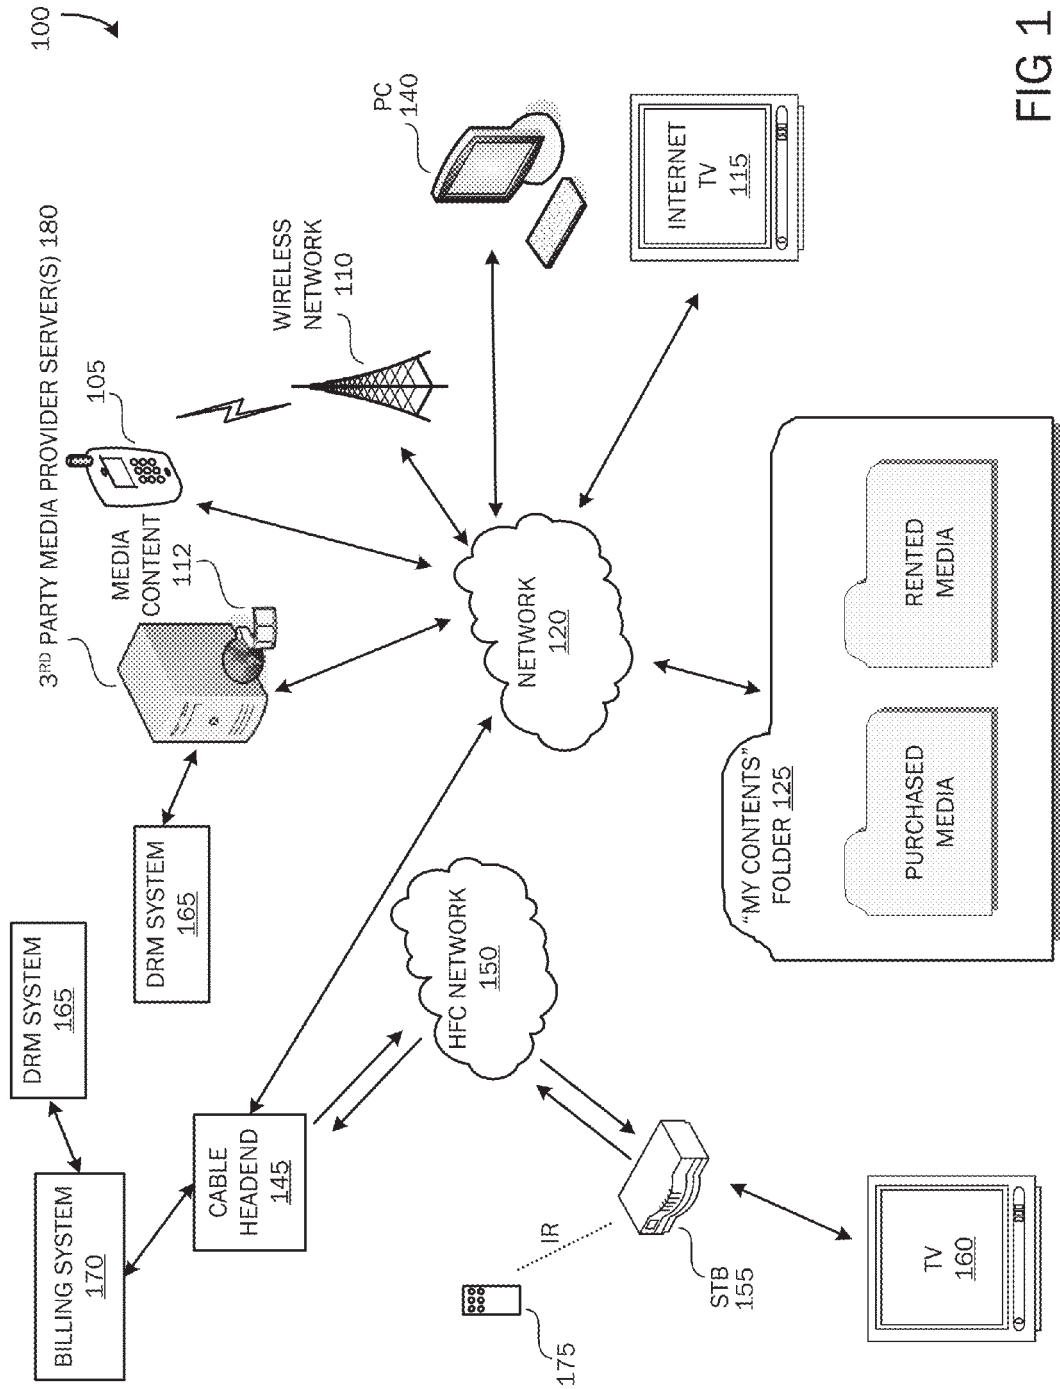 100
3RD PARTY MEDIA PROVIDER SERVER(S) 180
105
MEDIA
CONTENT
112
WIRELESS
NETWORK
110
PC
140
DRM SYSTEM
165
DRM SYSTEM
165
BILLING SYSTEM
170
CABLE
HEADEND
145
HFC NETWORK
150
NETWORK
120
INTERNET
TV
115
IR
175
STB
155
TV
160
"MY CONTENTS"
FOLDER 125
PURCHASED
MEDIA
RENTED
MEDIA
FIG 1